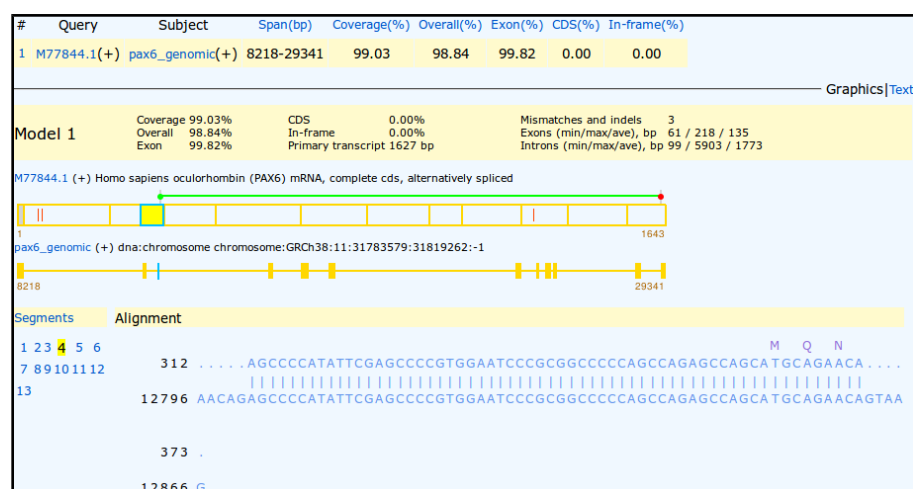 # Query Subject Span(bp) Coverage(%) Overall(%) Exon(%) CDS(%) In-frame(%)
1 M77844.1(+) pax6_genomic(+) 8218-29341 99.03 98.84 99.82 0.00 0.00
Graphics|Text
Model 1
Coverage 99.03% CDS 0.00% Mismatches and indels 3
Overall 98.84% In-frame 0.00% Exons (min/max/ave), bp 61 / 218 / 135
Exon 99.82% Primary transcript 1627 bp Introns (min/max/ave), bp 99 / 5903 / 1773
M77844.1 (+) Homo sapiens oculorhombin (PAX6) mRNA, complete cds, alternatively spliced
1 1643
pax6_genomic (+) dna:chromosome chromosome:GRCh38:11:31783579:31819262:-1
8218 29341
Segments Alignment
1 2 3 4 5 6
7 8 9 10 11 12
13
M Q N
312 .....AGCCCCATATTCGAGCCCCGTGGAATCCCGCGGCCCCCAGCCAGAGCCAGCATGCAGAACA....
12796 AACAGAGCCCCATATTCGAGCCCCGTGGAATCCCGCGGCCCCCAGCCAGAGCCAGCATGCAGAACAGTAA
373 .
12866 G